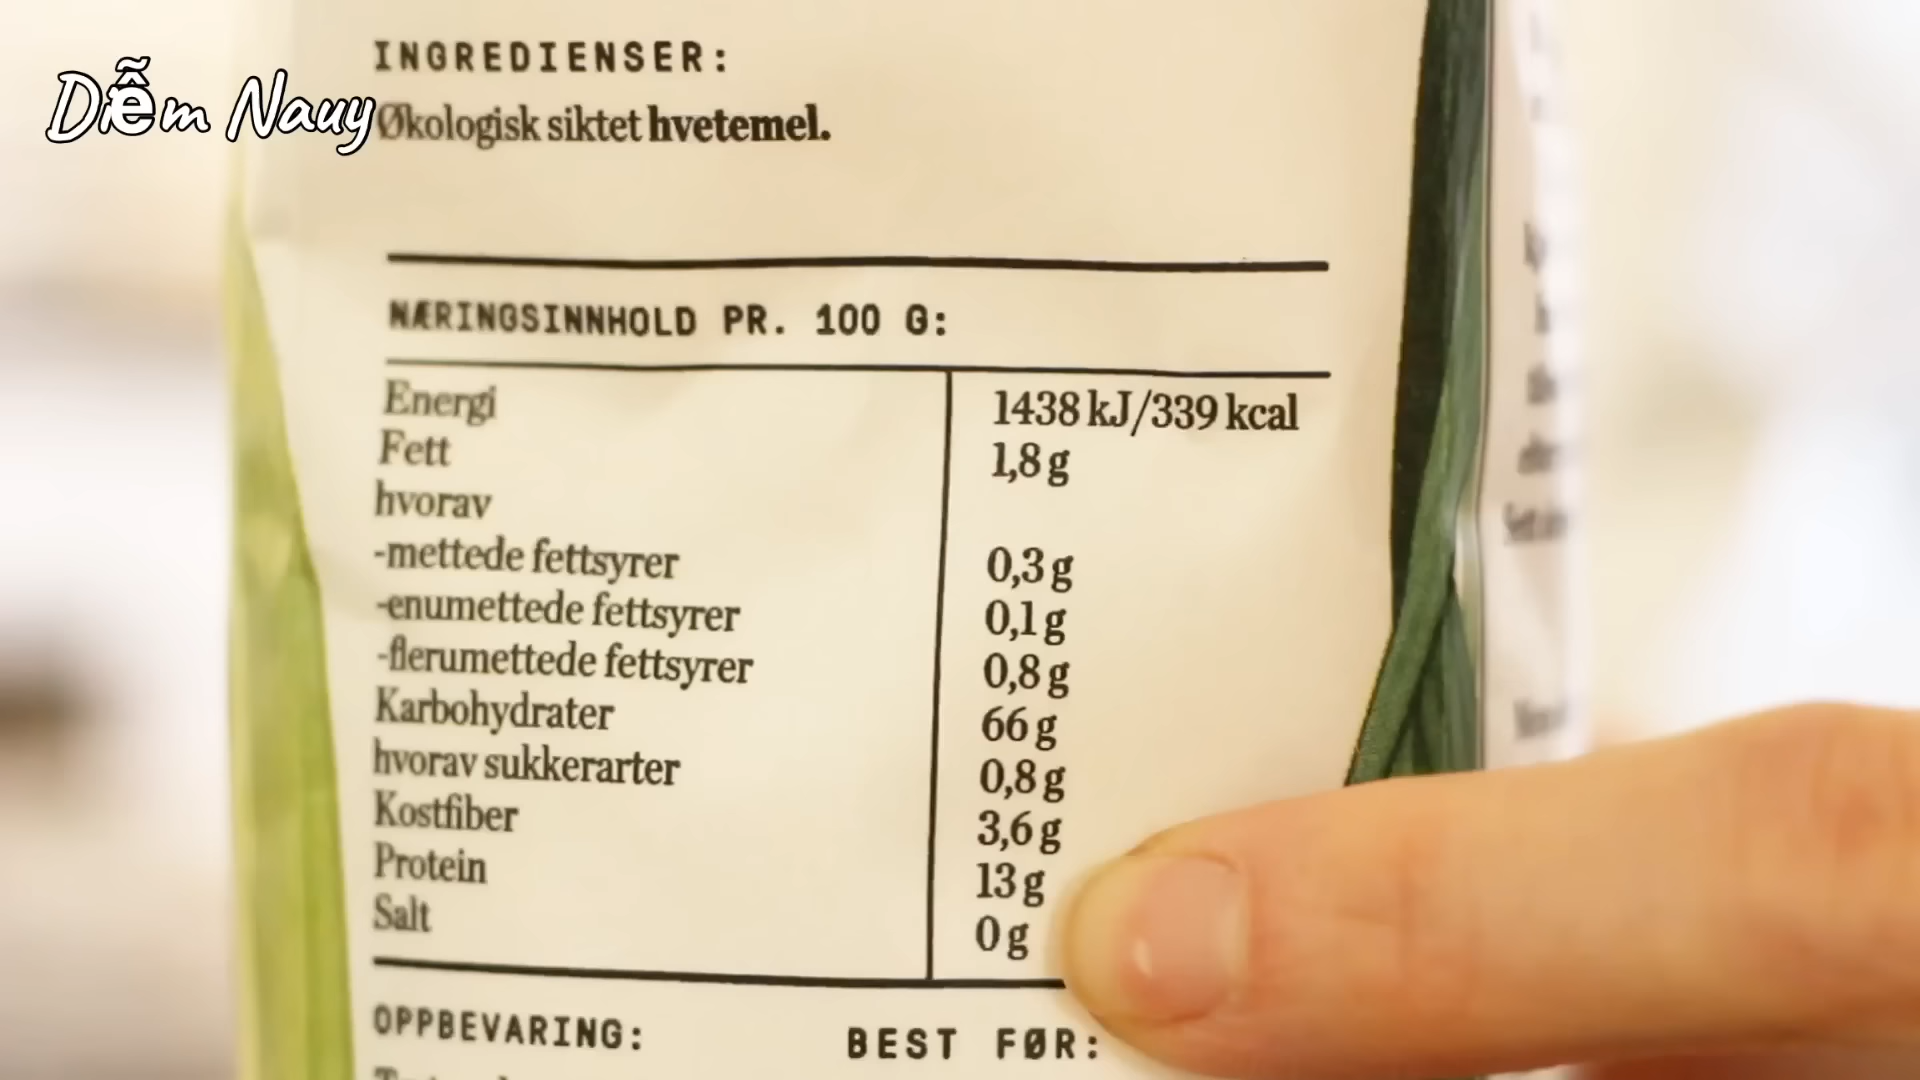 Diễm Nauy
INGREDIENSER:
Økologisk siktet hvetemel.
NÆRINGSINNHOLD PR. 100 G:
Energi 1438 kJ/339 kcal
Fett 1,8 g
hvorav
-mettede fettsyrer 0,3 g
-enumettede fettsyrer 0,1 g
-flerumettede fettsyrer 0,8 g
Karbohydrater 66 g
hvorav sukkerarter 0,8 g
Kostfiber 3,6 g
Protein 13 g
Salt 0 g
OPPBEVARING: BEST FØR: